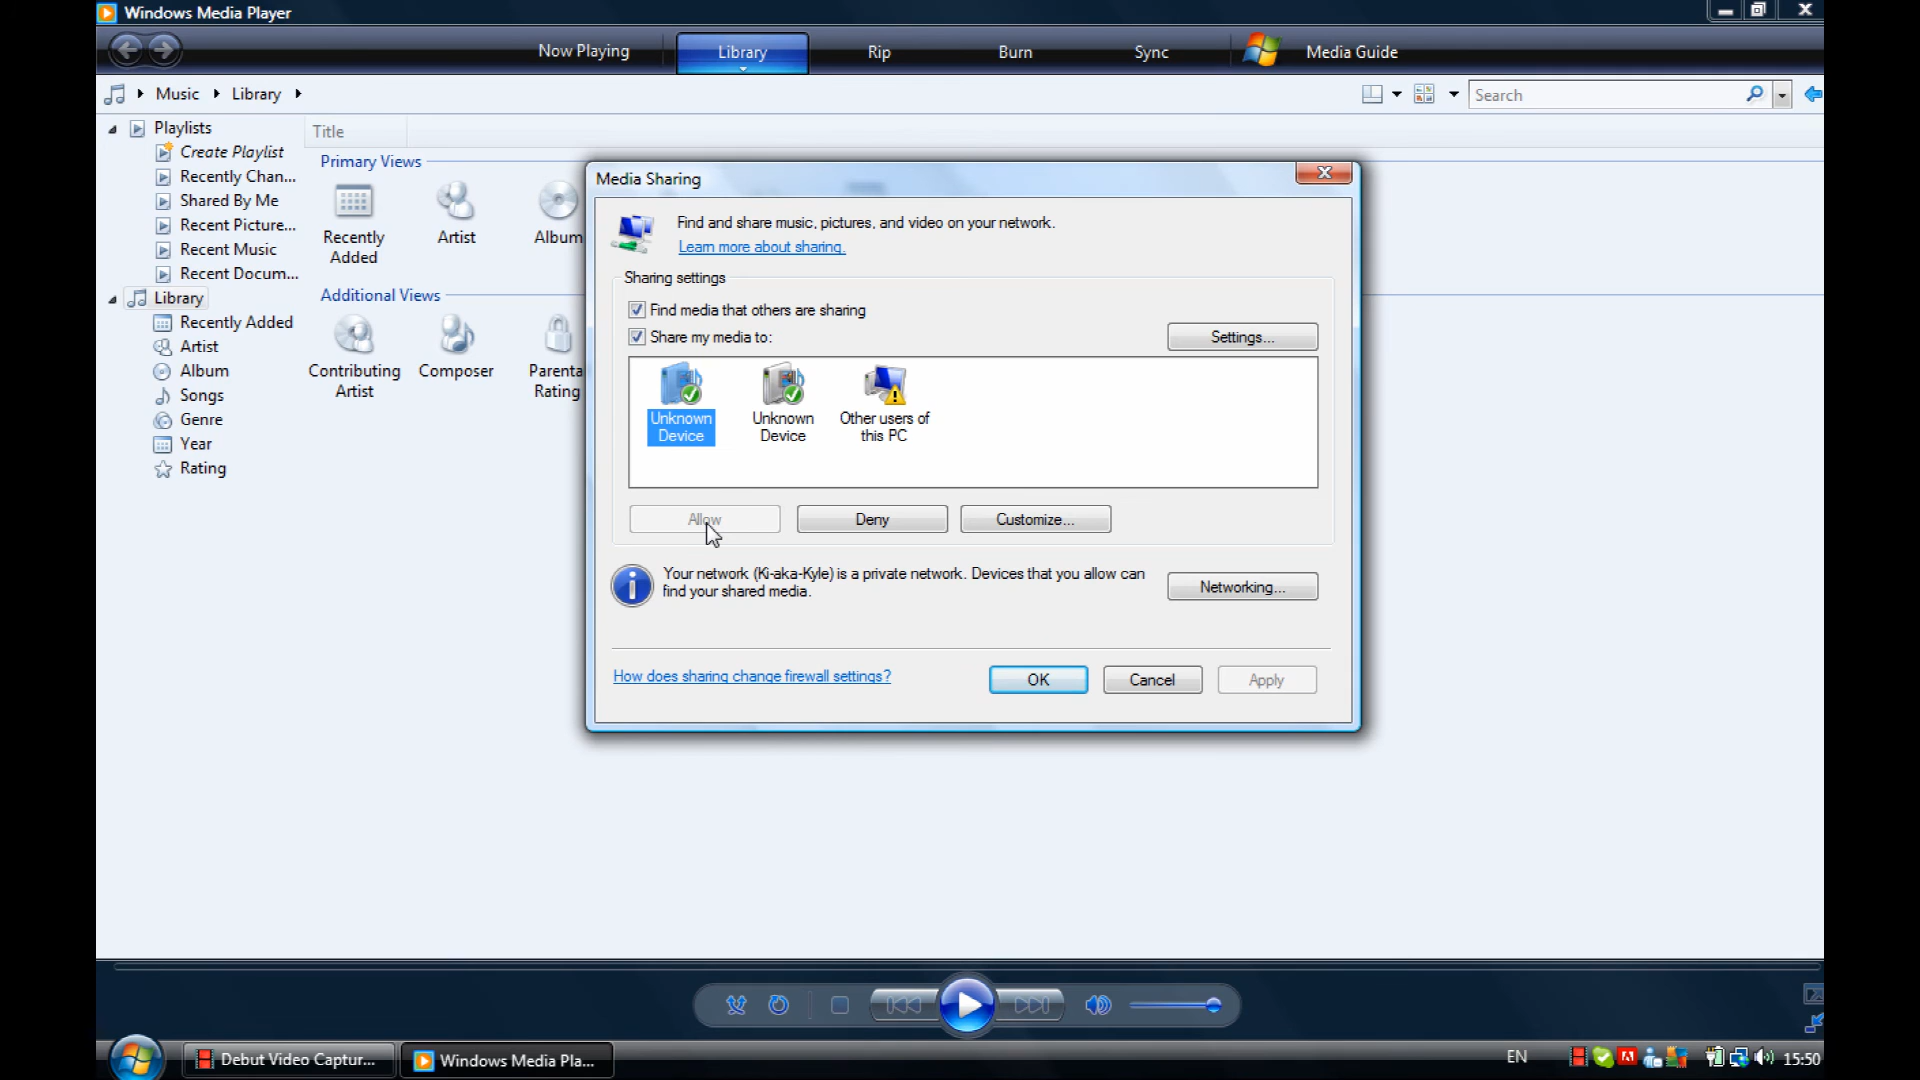 Windows Media Player
Now Playing
Library
Rip
Burn
Sync
Media Guide
Music
Library
Search
Playlists
Create Playlist
Recently Chan...
Shared By Me
Recent Picture...
Recent Music
Recent Docum...
Library
Recently Added
Artist
Album
Songs
Genre
Year
Rating
Title
Primary Views
Recently
Added
Artist
Album
Additional Views
Contributing
Artist
Composer
Parenta
Rating
Media Sharing
Find and share music, pictures, and video on your network.
Learn more about sharing.
Sharing settings
Find media that others are sharing
Share my media to:
Settings...
Unknown
Device
Unknown
Device
Other users of
this PC
Allow
Deny
Customize...
Your network (Ki-aka-Kyle) is a private network. Devices that you allow can
find your shared media.
Networking...
How does sharing change firewall settings?
OK
Cancel
Apply
Debut Video Captur...
Windows Media Pla...
EN
15:50